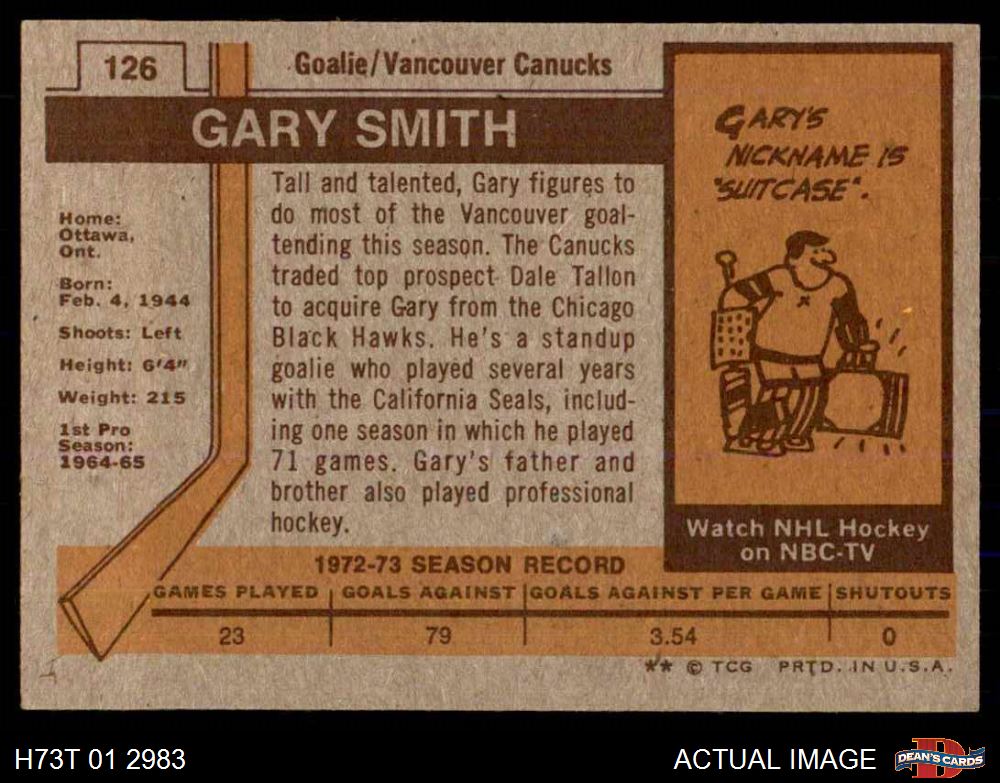 126
Goalie/Vancouver Canucks
GARY SMITH
Home:
Ottawa,
Ont.
Born:
Feb. 4, 1944
Shoots: Left
Height: 6'4"
Weight: 215
1st Pro
Season:
1964-65
Tall and talented, Gary figures to
do most of the Vancouver goal-
tending this season. The Canucks
traded top prospect Dale Tallon
to acquire Gary from the Chicago
Black Hawks. He's a standup
goalie who played several years
with the California Seals, includ-
ing one season in which he played
71 games. Gary's father and
brother also played professional
hockey.
GARY'S
NICKNAME IS
"SUITCASE".
Watch NHL Hockey
on NBC-TV
1972-73 SEASON RECORD
GAMES PLAYED GOALS AGAINST GOALS AGAINST PER GAME SHUTOUTS
23 79 3.54 0
** © TCG PRTD. IN U.S.A.
H73T 01 2983
ACTUAL IMAGE
D
DEAN'S CARDS